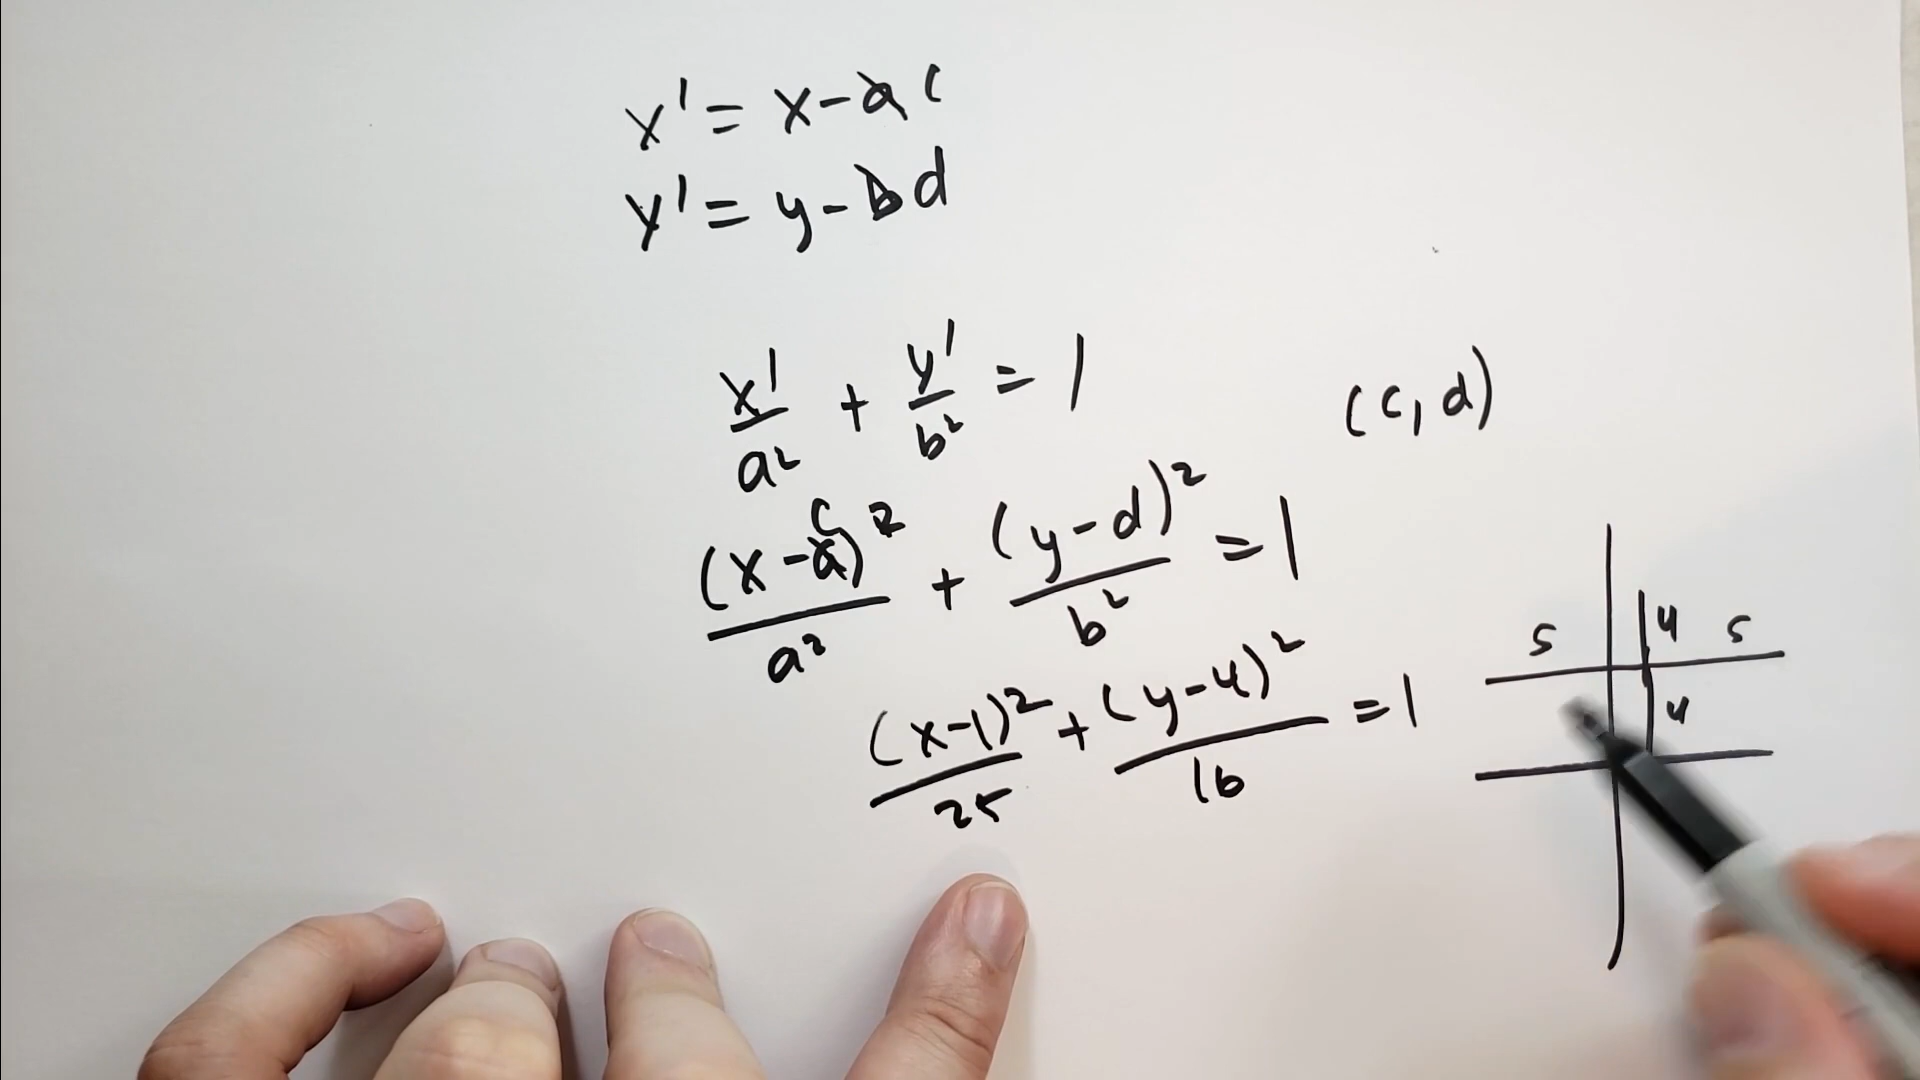 x' = x - a c
y' = y - b d
x'/a² + y'/b² = 1
(c, d)
(x - a c)²/a² + (y - d)²/b² = 1
(x - 1)²/25 + (y - 4)²/16 = 1
5 4 5
4